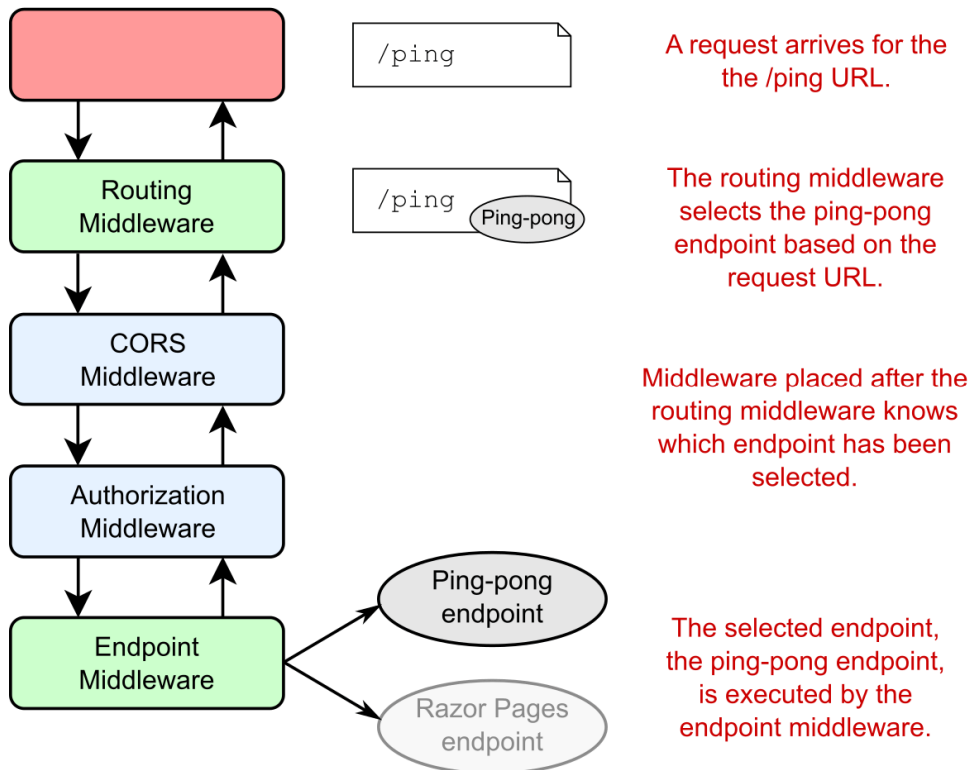 /ping
A request arrives for the
the /ping URL.
Routing
Middleware
/ping
Ping-pong
The routing middleware
selects the ping-pong
endpoint based on the
request URL.
CORS
Middleware
Middleware placed after the
routing middleware knows
which endpoint has been
selected.
Authorization
Middleware
Ping-pong
endpoint
Endpoint
Middleware
The selected endpoint,
the ping-pong endpoint,
is executed by the
endpoint middleware.
Razor Pages
endpoint